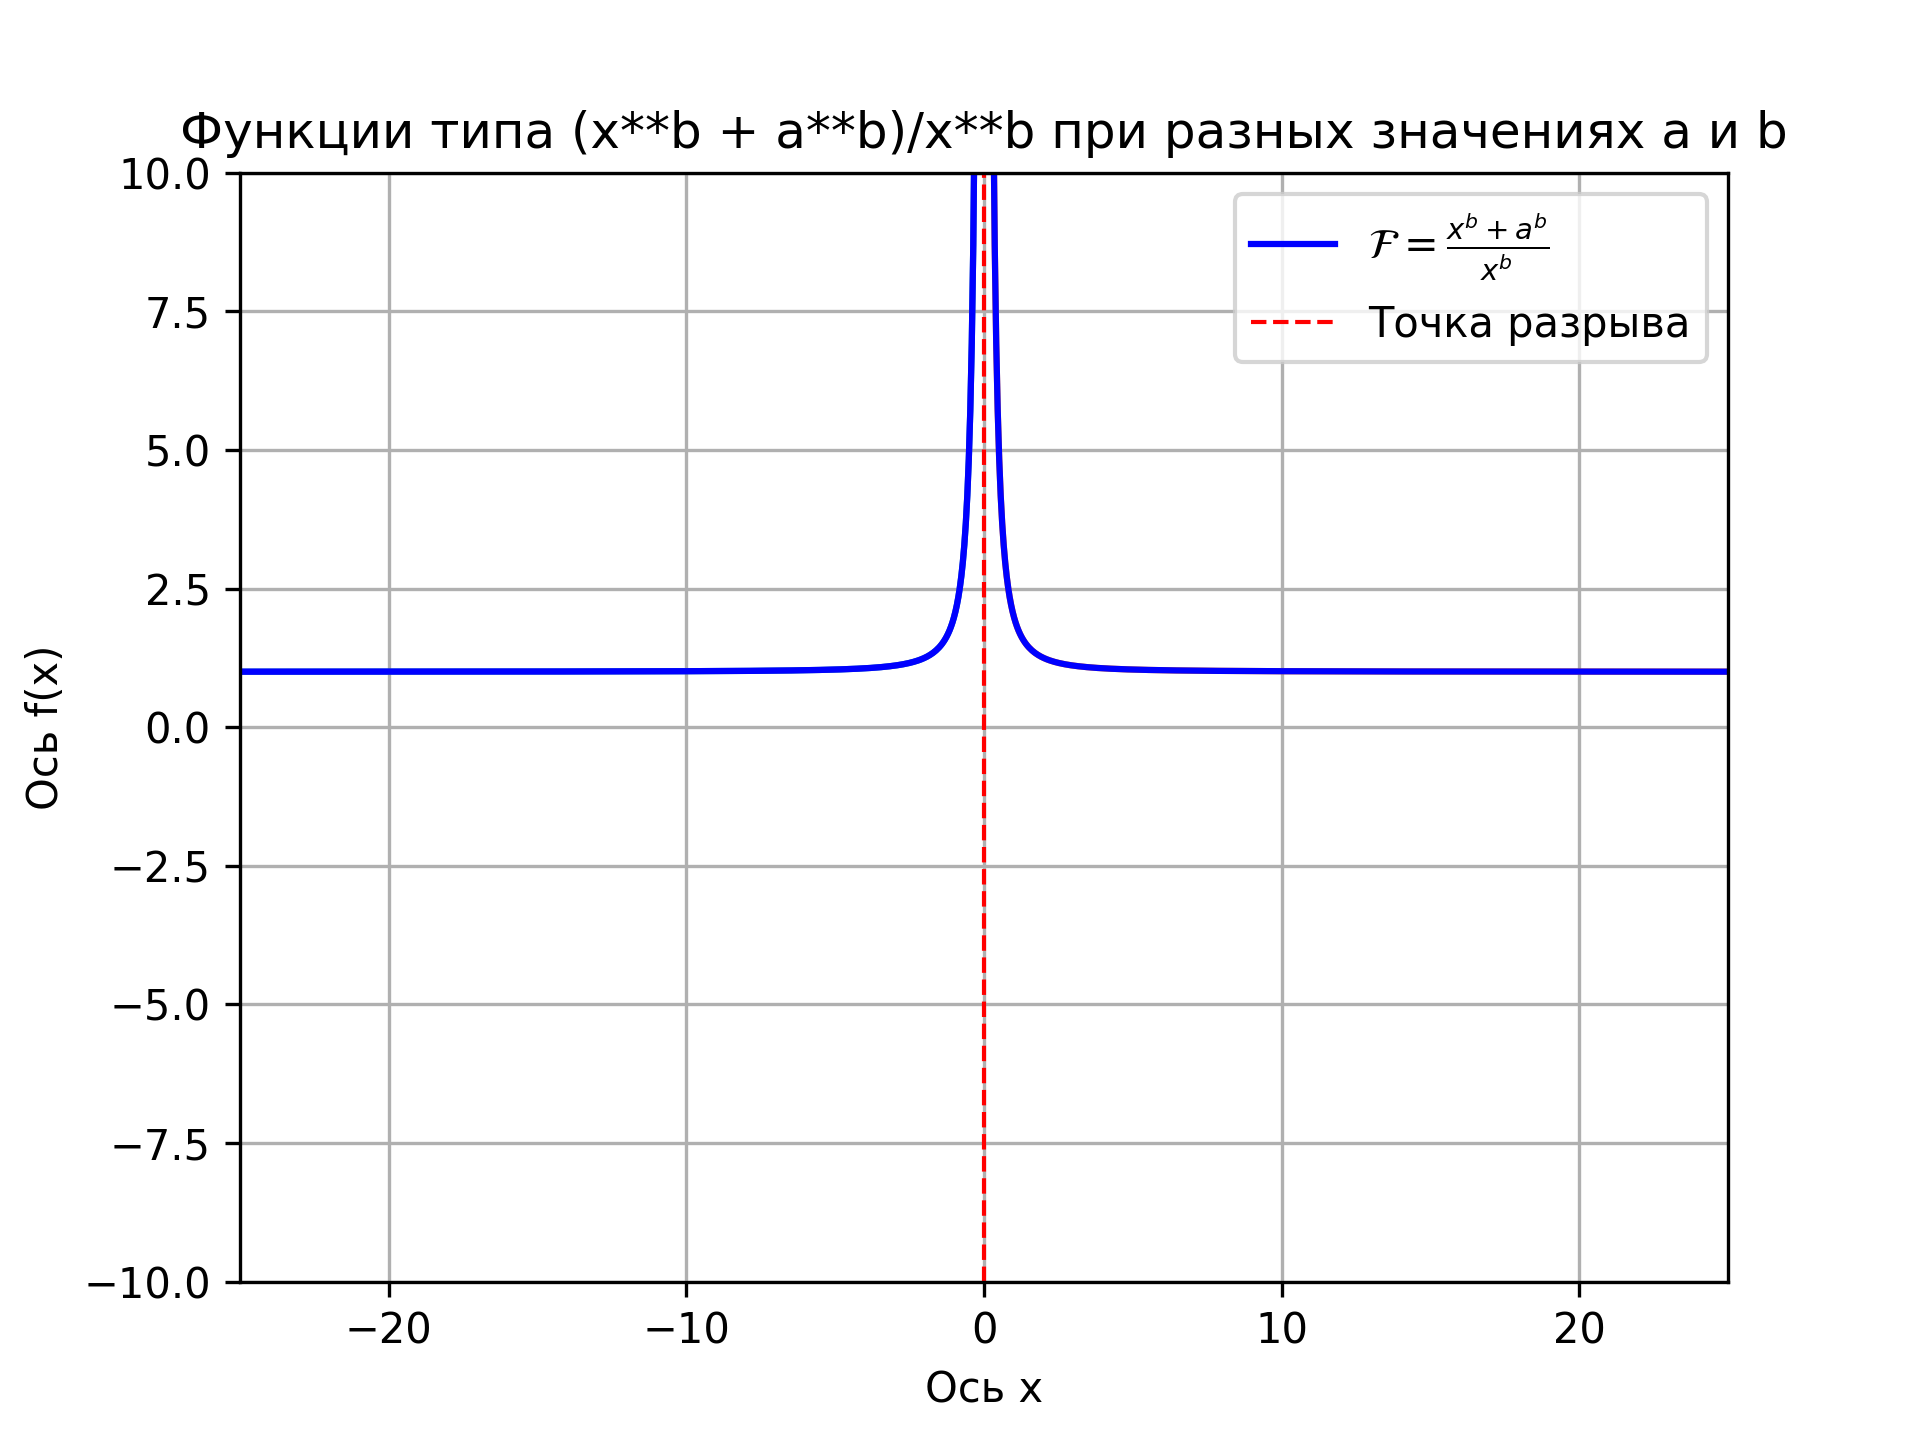 Функции типа (x**b + a**b)/x**b при разных значениях a и b
10.0
7.5
5.0
2.5
0.0
−2.5
−5.0
−7.5
−10.0
Ось f(x)
−20
−10
0
10
20
Ось x
ℱ = (x^b + a^b)/x^b
Точка разрыва